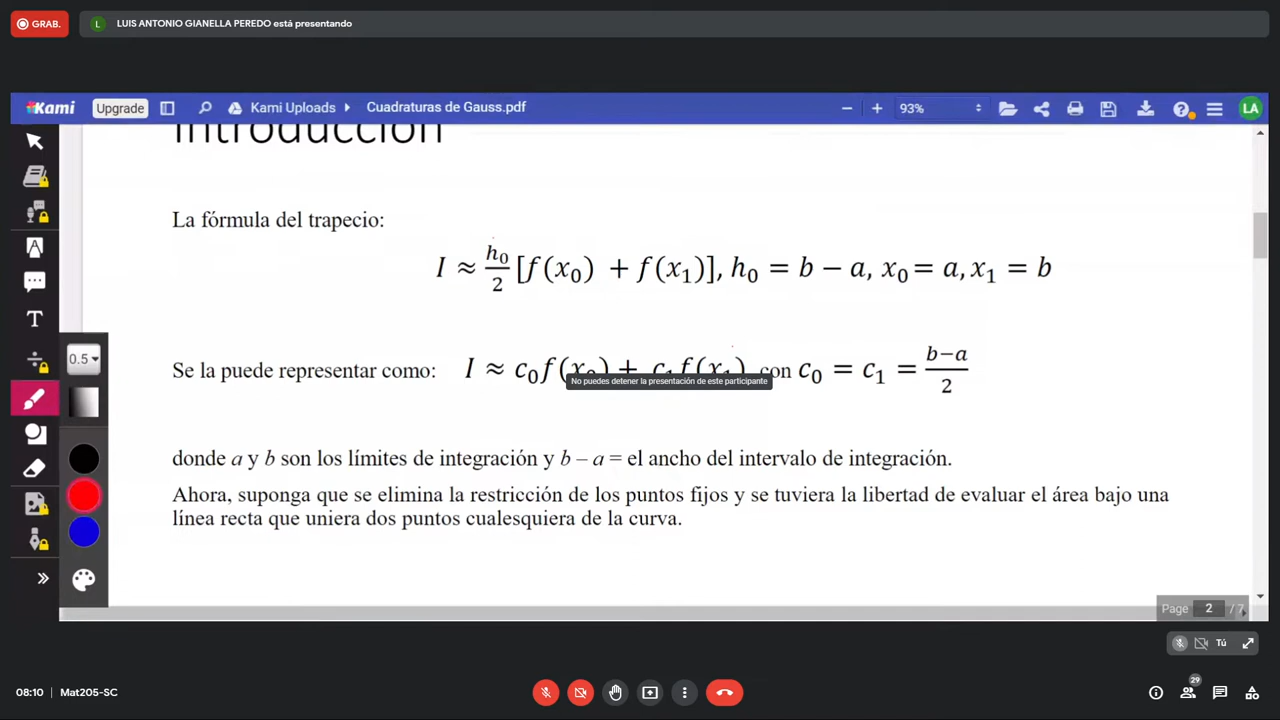 GRAB.
L LUIS ANTONIO GIANELLA PEREDO está presentando
Kami Upgrade Kami Uploads Cuadraturas de Gauss.pdf 93% LA
Introducción
La fórmula del trapecio:
I ≈ h₀/2 [f(x₀) + f(x₁)], h₀ = b − a, x₀ = a, x₁ = b
0.5
Se la puede representar como: I ≈ c₀f(x₀) + c₁f(x₁) con c₀ = c₁ = b−a/2
No puedes detener la presentación de este participante
donde a y b son los límites de integración y b – a = el ancho del intervalo de integración.
Ahora, suponga que se elimina la restricción de los puntos fijos y se tuviera la libertad de evaluar el área bajo una
línea recta que uniera dos puntos cualesquiera de la curva.
Page 2 / 7
Tú
08:10 Mat205-SC
29